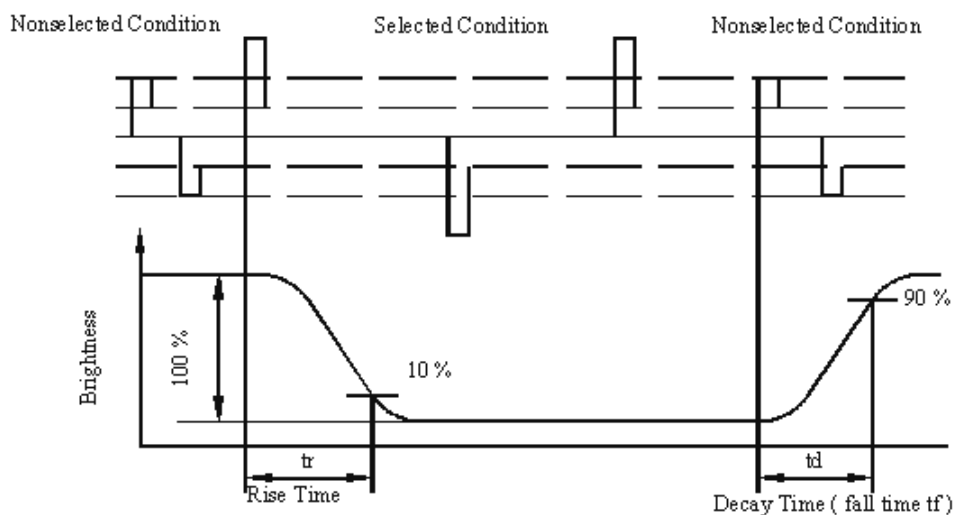 Nonselected Condition
Selected Condition
Nonselected Condition
Brightness
100 %
10 %
90 %
tr
td
Rise Time
Decay Time ( fall time tf )